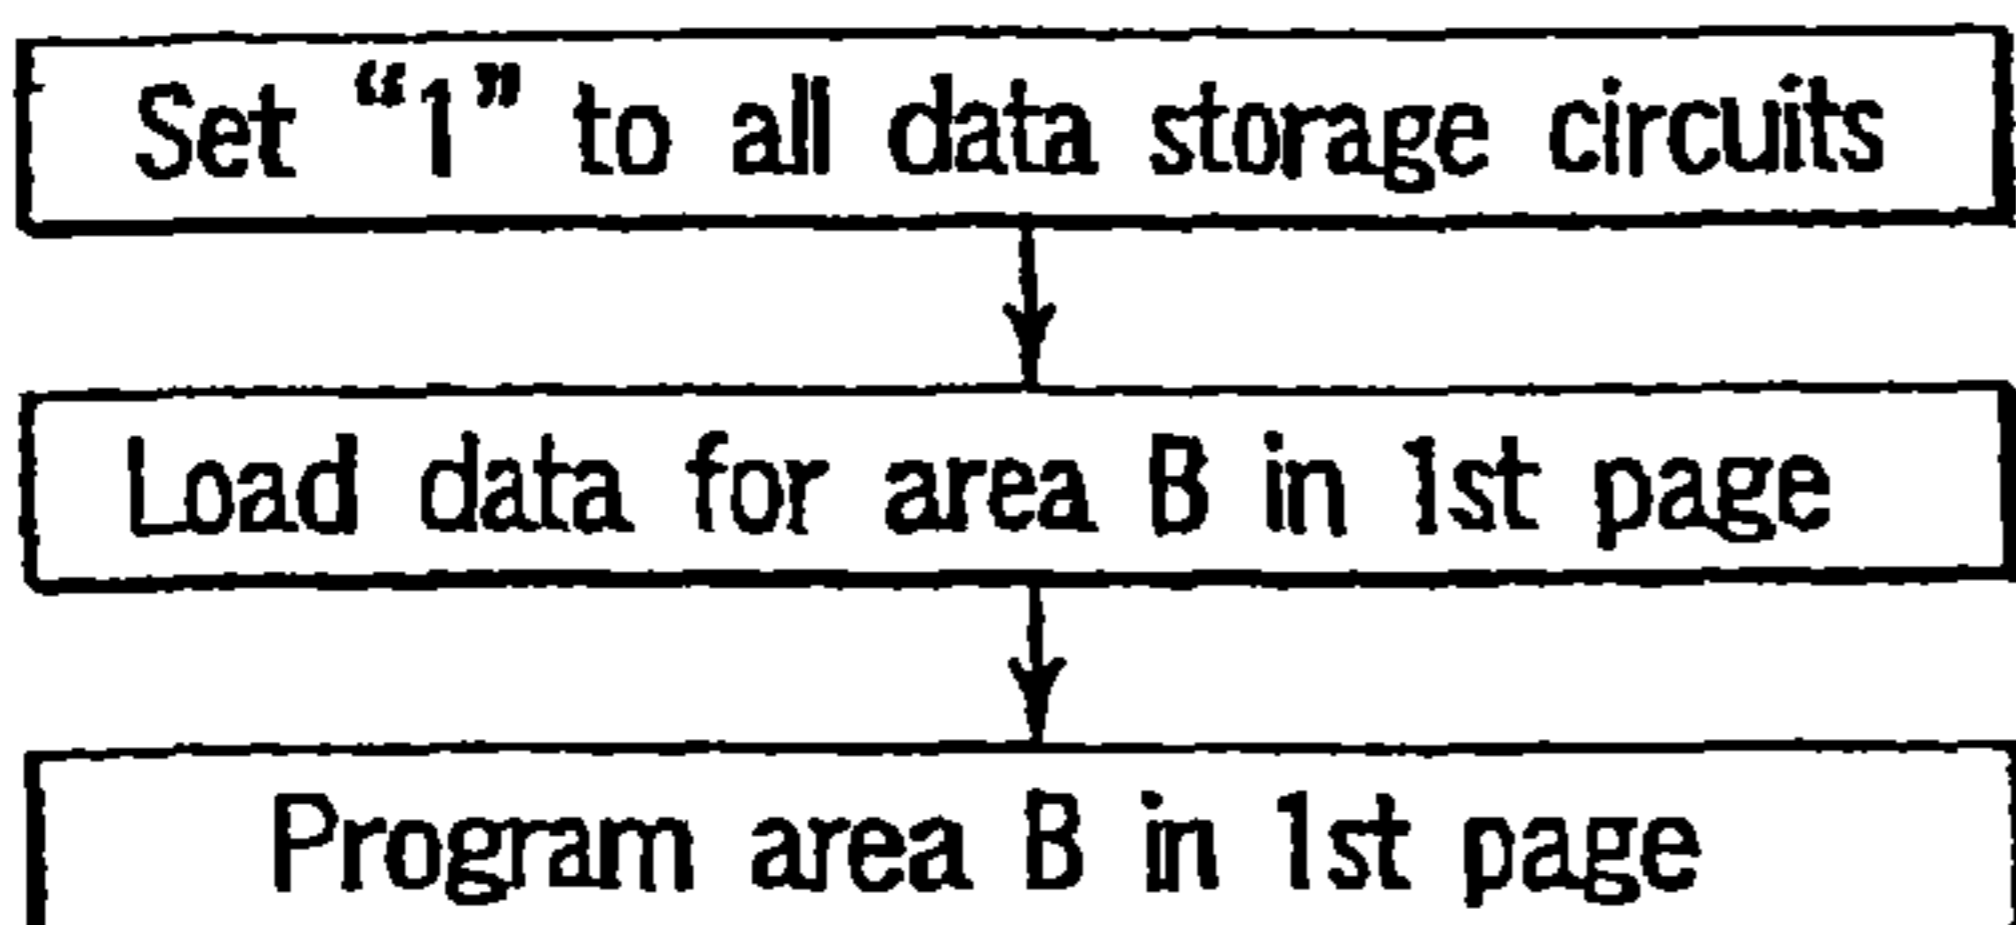 Set “1” to all data storage circuits
Load data for area B in 1st page
Program area B in 1st page